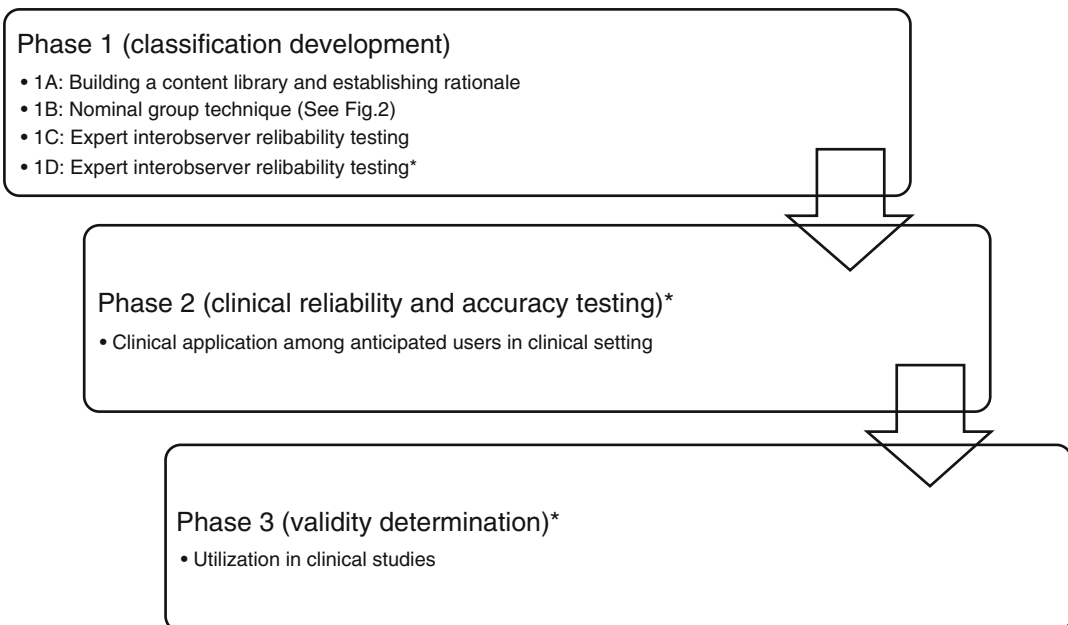 Phase 1 (classification development)
• 1A: Building a content library and establishing rationale
• 1B: Nominal group technique (See Fig.2)
• 1C: Expert interobserver relibability testing
• 1D: Expert interobserver relibability testing*
Phase 2 (clinical reliability and accuracy testing)*
• Clinical application among anticipated users in clinical setting
Phase 3 (validity determination)*
• Utilization in clinical studies